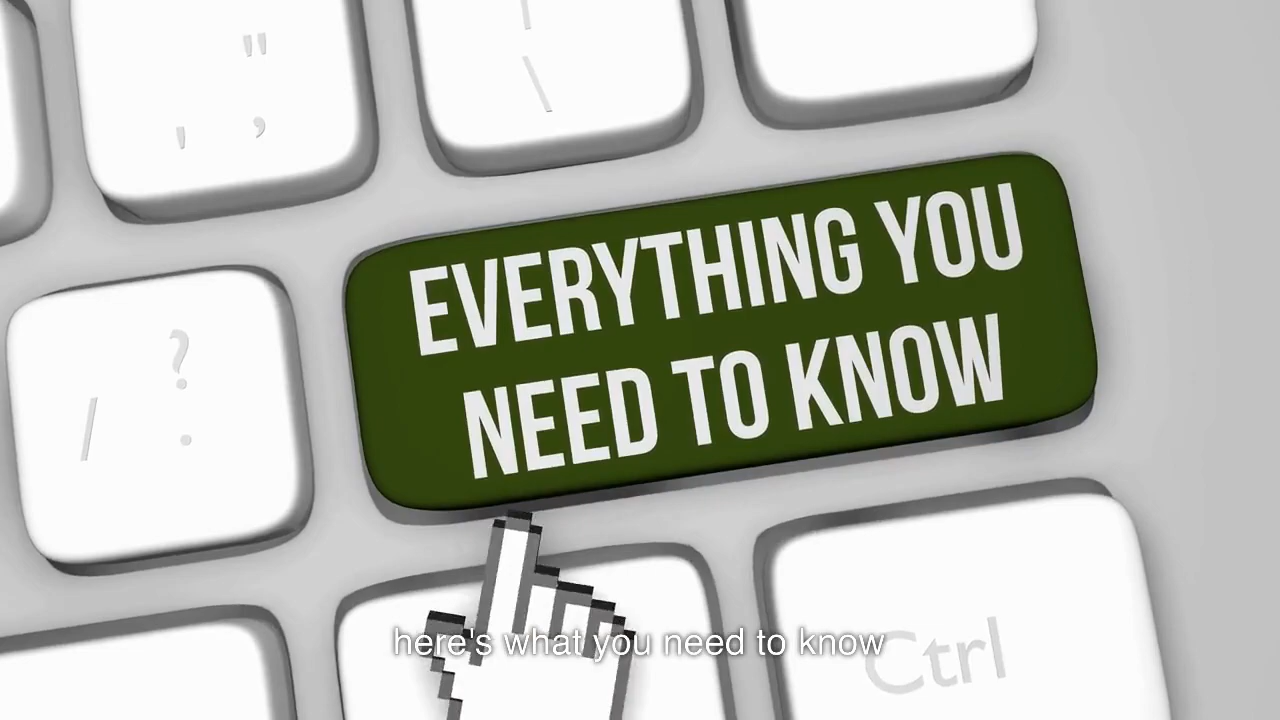 "
' ,
|
\
EVERYTHING YOU
NEED TO KNOW
?
/ .
here's what you need to know
Ctrl